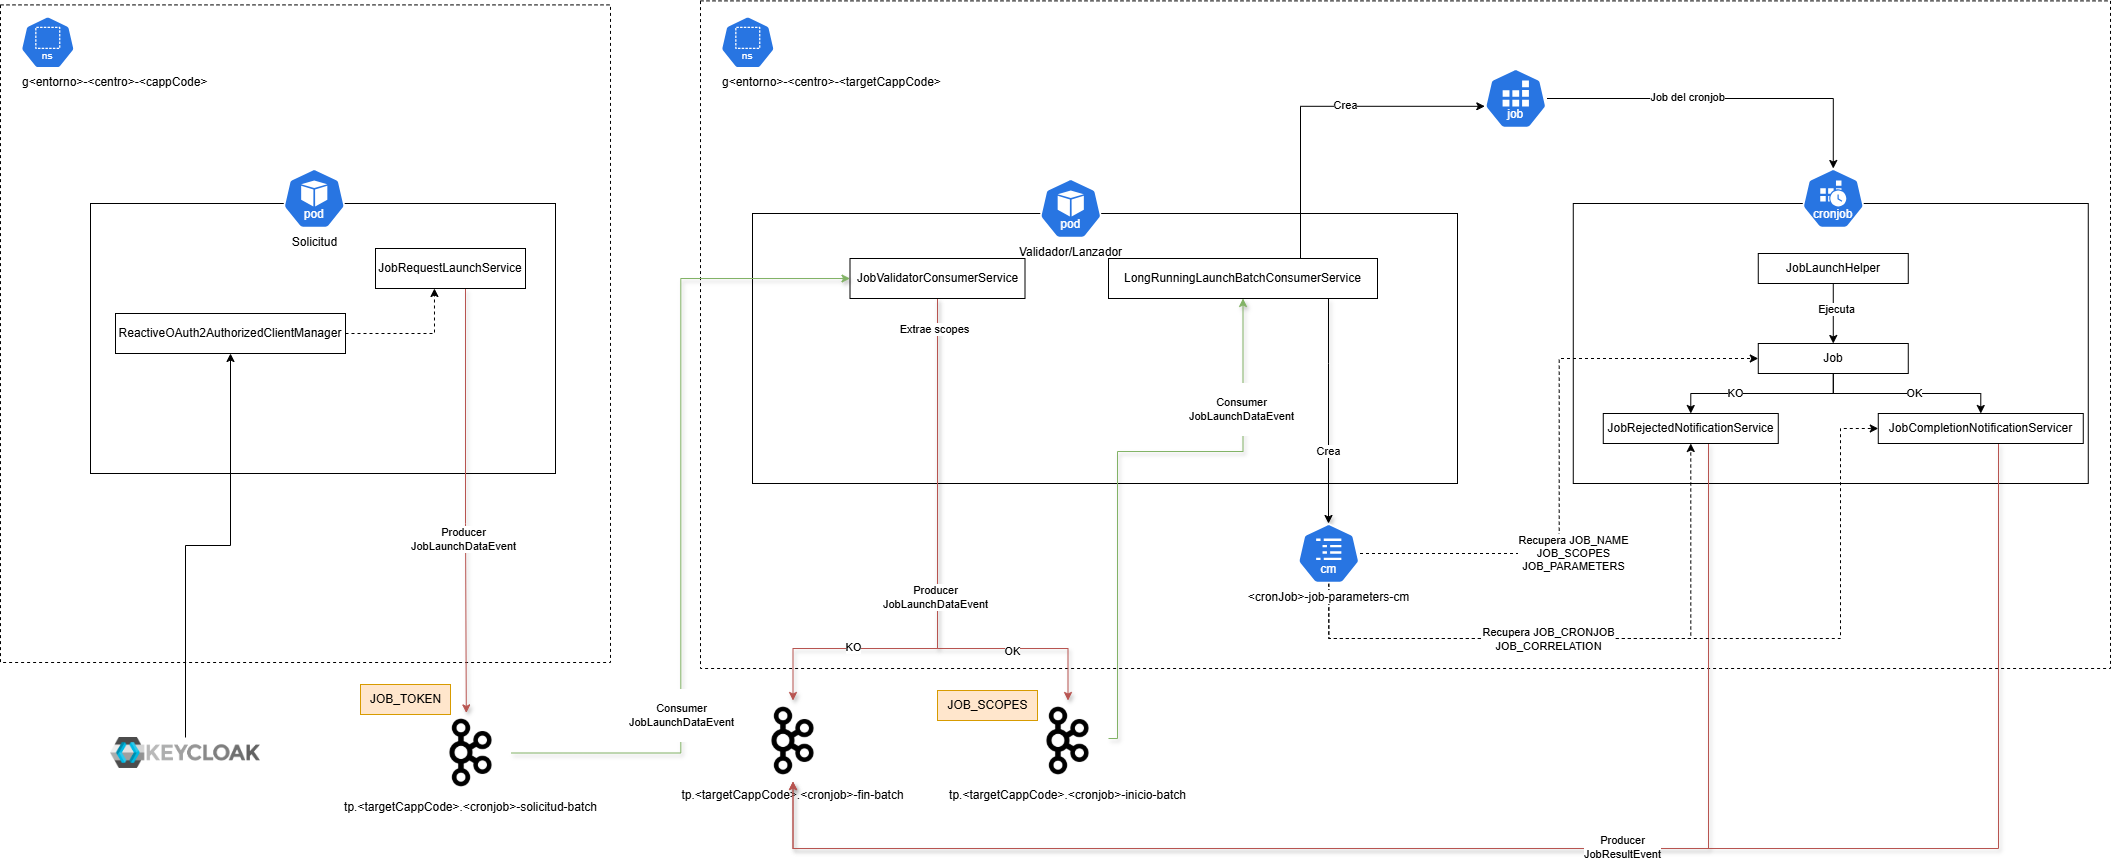 ns
g<entorno>-<centro>-<cappCode>
pod
Solicitud
JobRequestLaunchService
ReactiveOAuth2AuthorizedClientManager
Producer
JobLaunchDataEvent
JOB_TOKEN
KEYCLOAK
tp.<targetCappCode>.<cronjob>-solicitud-batch
ns
g<entorno>-<centro>-<targetCappCode>
Crea
job
Job del cronjob
pod
Validador/Lanzador
JobValidatorConsumerService
LongRunningLaunchBatchConsumerService
Extrae scopes
Consumer
JobLaunchDataEvent
Crea
Producer
JobLaunchDataEvent
KO
OK
cm
<cronJob>-job-parameters-cm
Recupera JOB_NAME
JOB_SCOPES
JOB_PARAMETERS
Recupera JOB_CRONJOB
JOB_CORRELATION
cronjob
JobLaunchHelper
Ejecuta
Job
KO
OK
JobRejectedNotificationService
JobCompletionNotificationServicer
Consumer
JobLaunchDataEvent
JOB_SCOPES
tp.<targetCappCode>.<cronjob>-fin-batch
tp.<targetCappCode>.<cronjob>-inicio-batch
Producer
JobResultEvent